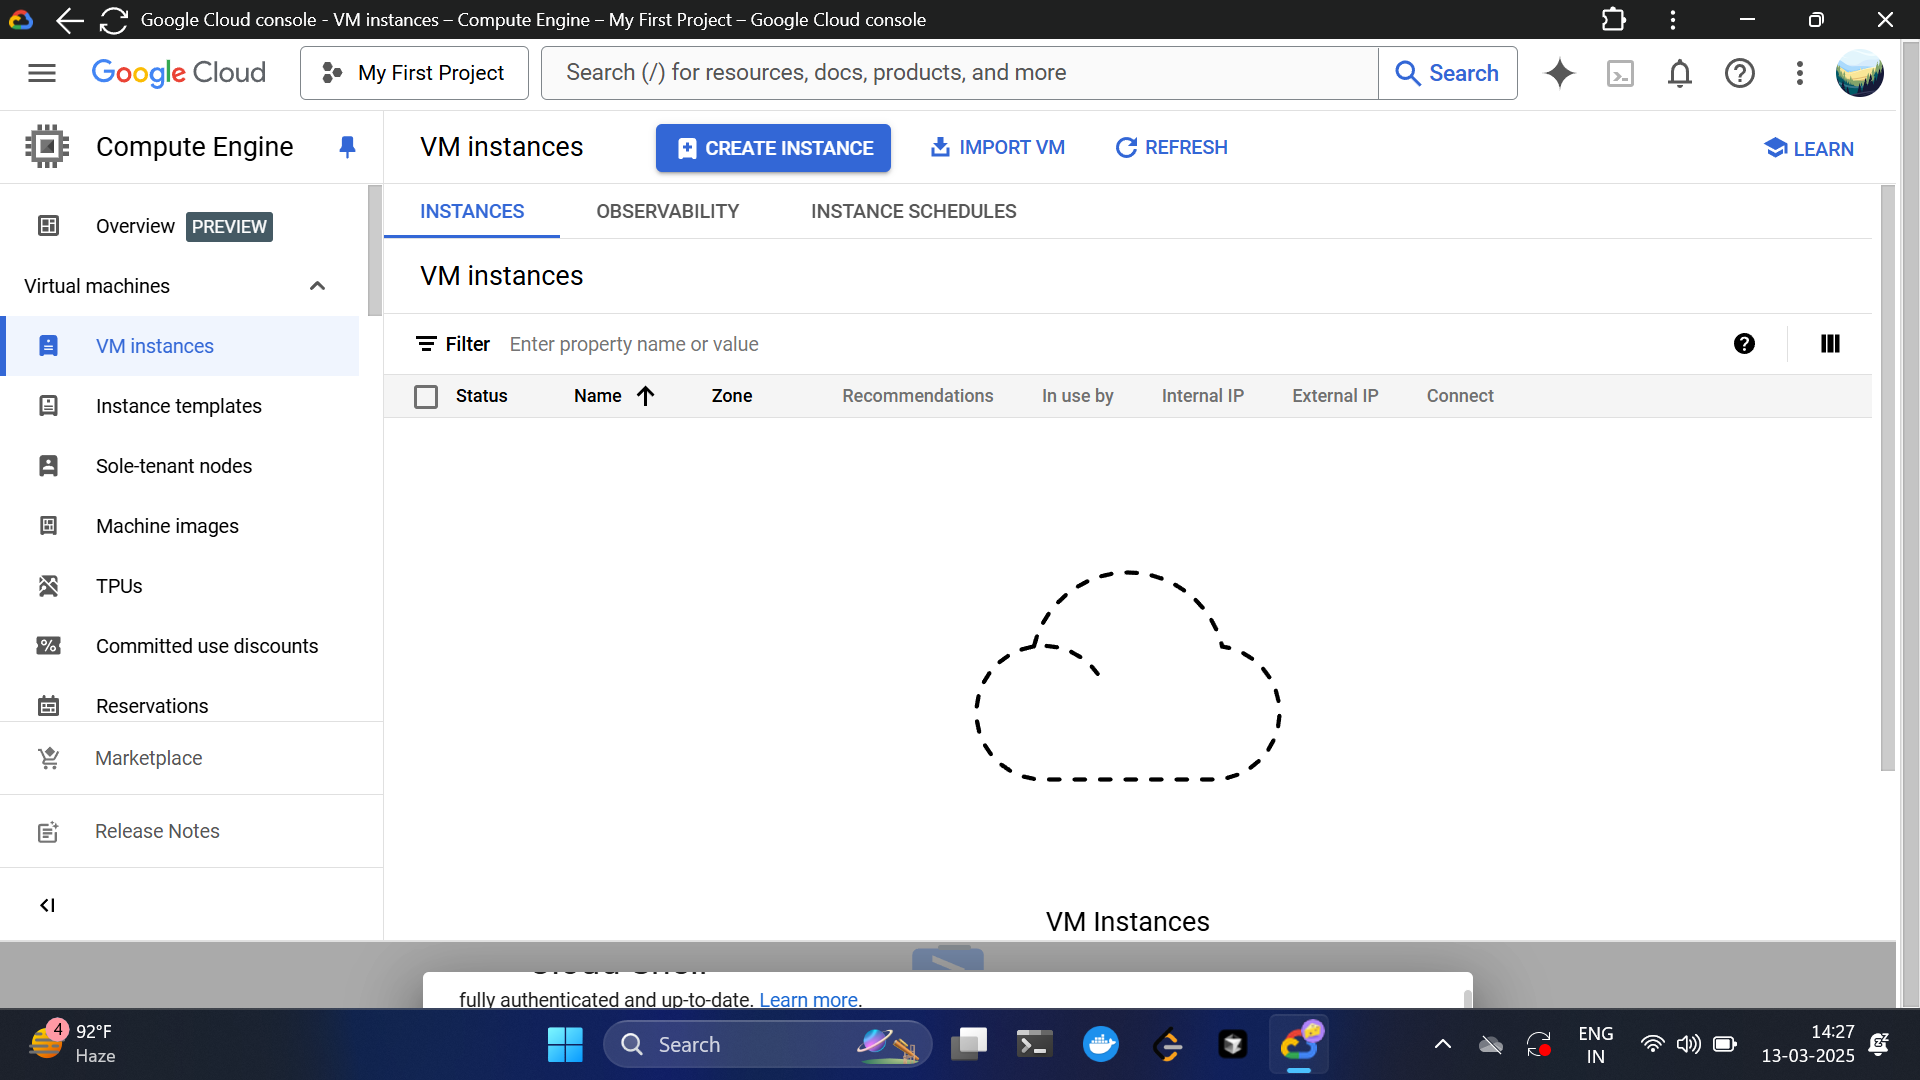 Google Cloud console - VM instances – Compute Engine – My First Project – Google Cloud console
Google Cloud
My First Project
Search (/) for resources, docs, products, and more
Search
Compute Engine
VM instances
CREATE INSTANCE
IMPORT VM
REFRESH
LEARN
Overview PREVIEW
Virtual machines
VM instances
Instance templates
Sole-tenant nodes
Machine images
TPUs
Committed use discounts
Reservations
Marketplace
Release Notes
INSTANCES OBSERVABILITY INSTANCE SCHEDULES
VM instances
Filter Enter property name or value
Status Name Zone Recommendations In use by Internal IP External IP Connect
VM Instances
fully authenticated and up-to-date. Learn more.
4
92°F
Haze
Search
ENG
IN
14:27
13-03-2025